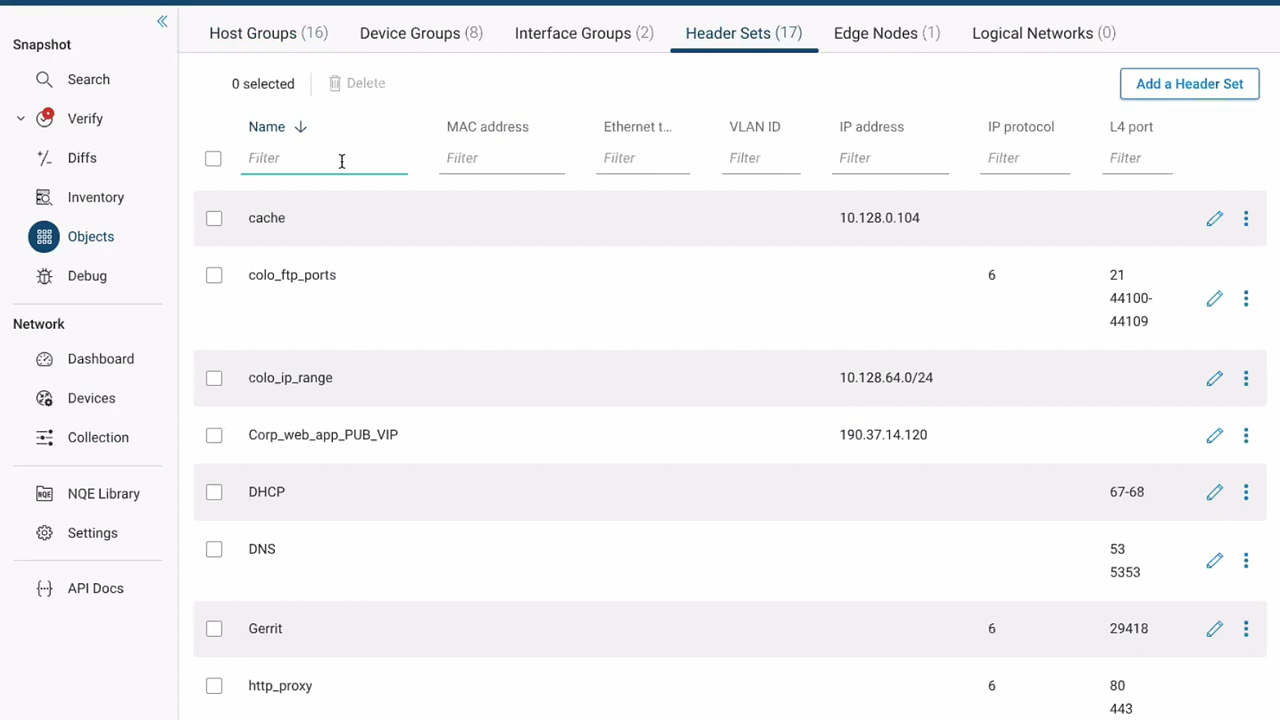 Snapshot
Search
Verify
Diffs
Inventory
Objects
Debug
Network
Dashboard
Devices
Collection
NQE Library
Settings
API Docs
Host Groups (16) Device Groups (8) Interface Groups (2) Header Sets (17) Edge Nodes (1) Logical Networks (0)
0 selected Delete Add a Header Set
Name MAC address Ethernet t... VLAN ID IP address IP protocol L4 port
Filter Filter Filter Filter Filter Filter Filter
cache 10.128.0.104
colo_ftp_ports 6 21
44100-
44109
colo_ip_range 10.128.64.0/24
Corp_web_app_PUB_VIP 190.37.14.120
DHCP 67-68
DNS 53
5353
Gerrit 6 29418
http_proxy 6 80
443